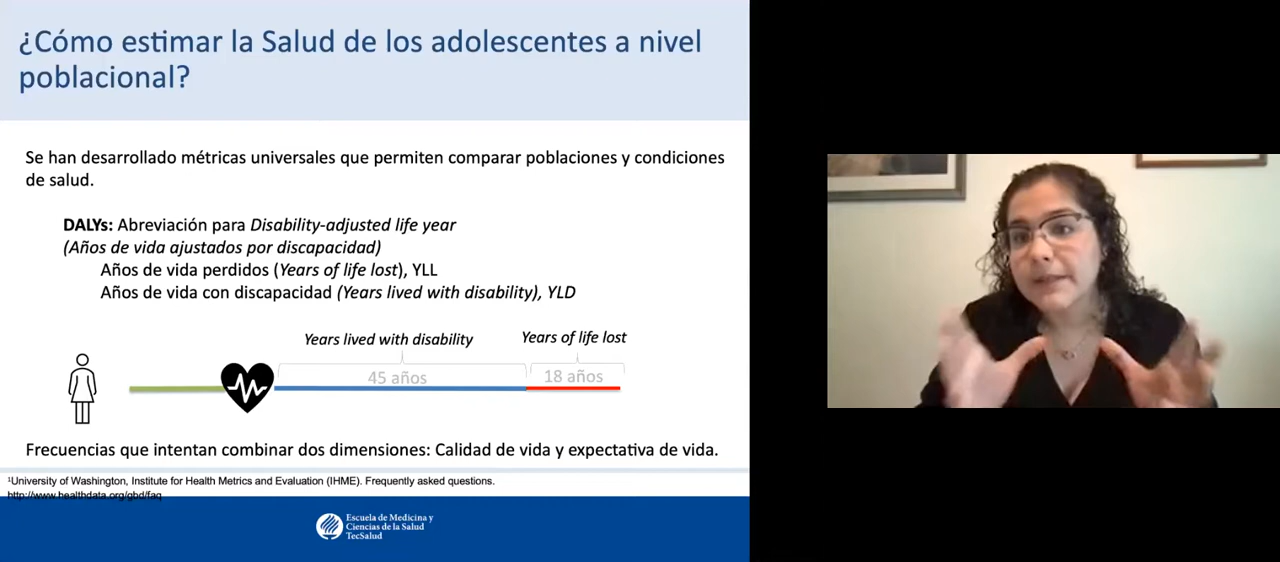 ¿Cómo estimar la Salud de los adolescentes a nivel
poblacional?
Se han desarrollado métricas universales que permiten comparar poblaciones y condiciones
de salud.
DALYs: Abreviación para Disability-adjusted life year
(Años de vida ajustados por discapacidad)
Años de vida perdidos (Years of life lost), YLL
Años de vida con discapacidad (Years lived with disability), YLD
Years lived with disability
Years of life lost
45 años
18 años
Frecuencias que intentan combinar dos dimensiones: Calidad de vida y expectativa de vida.
¹University of Washington, Institute for Health Metrics and Evaluation (IHME). Frequently asked questions.
http://www.healthdata.org/gbd/faq
Escuela de Medicina y
Ciencias de la Salud
TecSalud